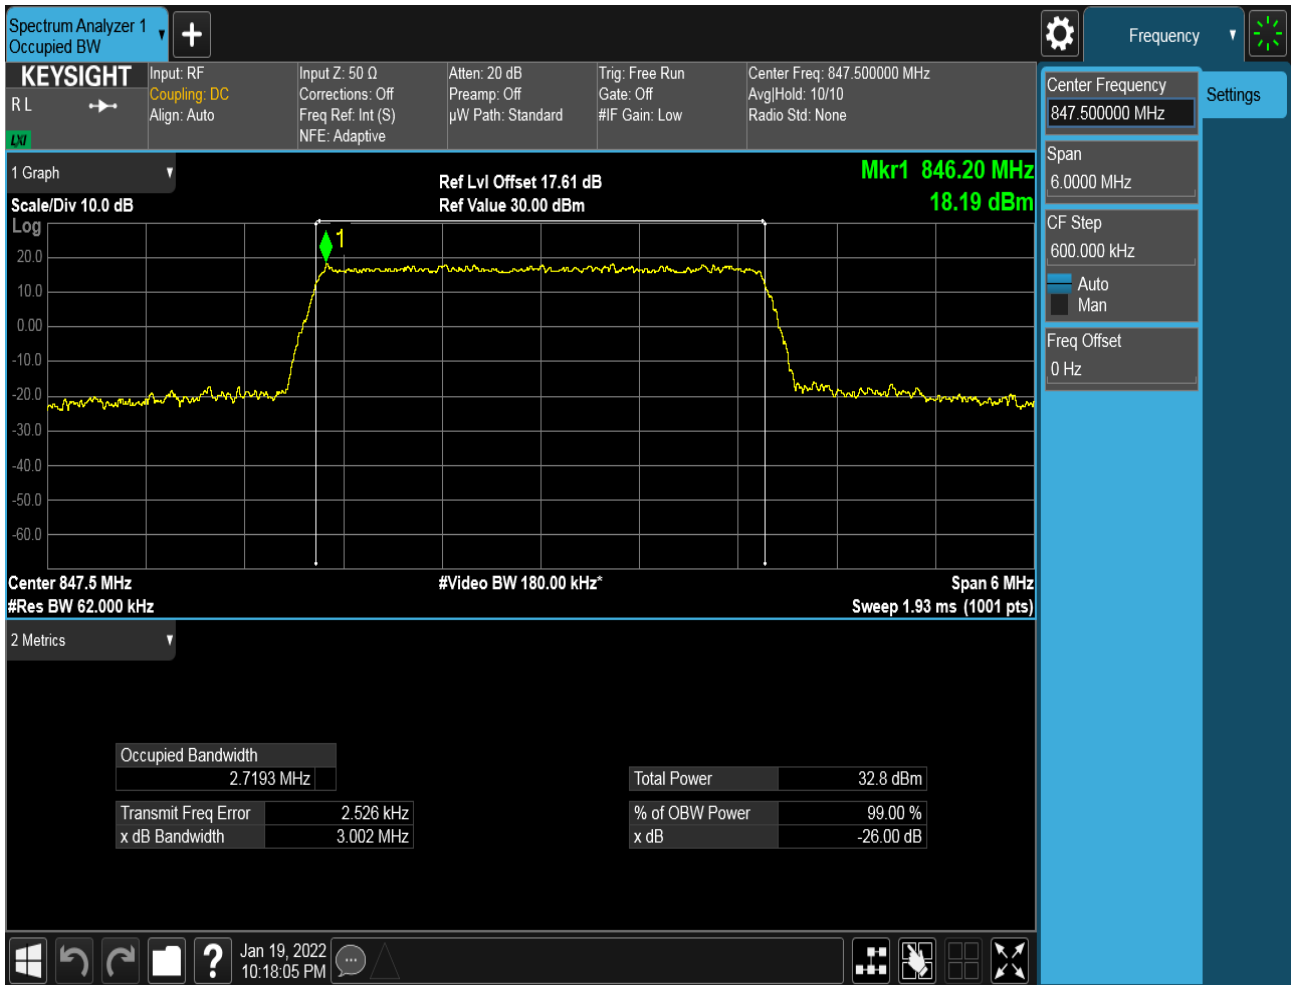 Spectrum Analyzer 1
Occupied BW
Frequency
KEYSIGHT
R L
LXI
Input: RF
Coupling: DC
Align: Auto
Input Z: 50 Ω
Corrections: Off
Freq Ref: Int (S)
NFE: Adaptive
Atten: 20 dB
Preamp: Off
µW Path: Standard
Trig: Free Run
Gate: Off
#IF Gain: Low
Center Freq: 847.500000 MHz
Avg|Hold: 10/10
Radio Std: None
Center Frequency
847.500000 MHz
Settings
Span
6.0000 MHz
CF Step
600.000 kHz
Auto
Man
Freq Offset
0 Hz
1 Graph
Scale/Div 10.0 dB
Ref Lvl Offset 17.61 dB
Ref Value 30.00 dBm
Mkr1 846.20 MHz
18.19 dBm
Log
1
20.0
10.0
0.00
-10.0
-20.0
-30.0
-40.0
-50.0
-60.0
Center 847.5 MHz
#Res BW 62.000 kHz
#Video BW 180.00 kHz*
Span 6 MHz
Sweep 1.93 ms (1001 pts)
2 Metrics
Occupied Bandwidth
2.7193 MHz
Total Power 32.8 dBm
Transmit Freq Error 2.526 kHz
% of OBW Power 99.00 %
x dB Bandwidth 3.002 MHz
x dB -26.00 dB
?
Jan 19, 2022
10:18:05 PM